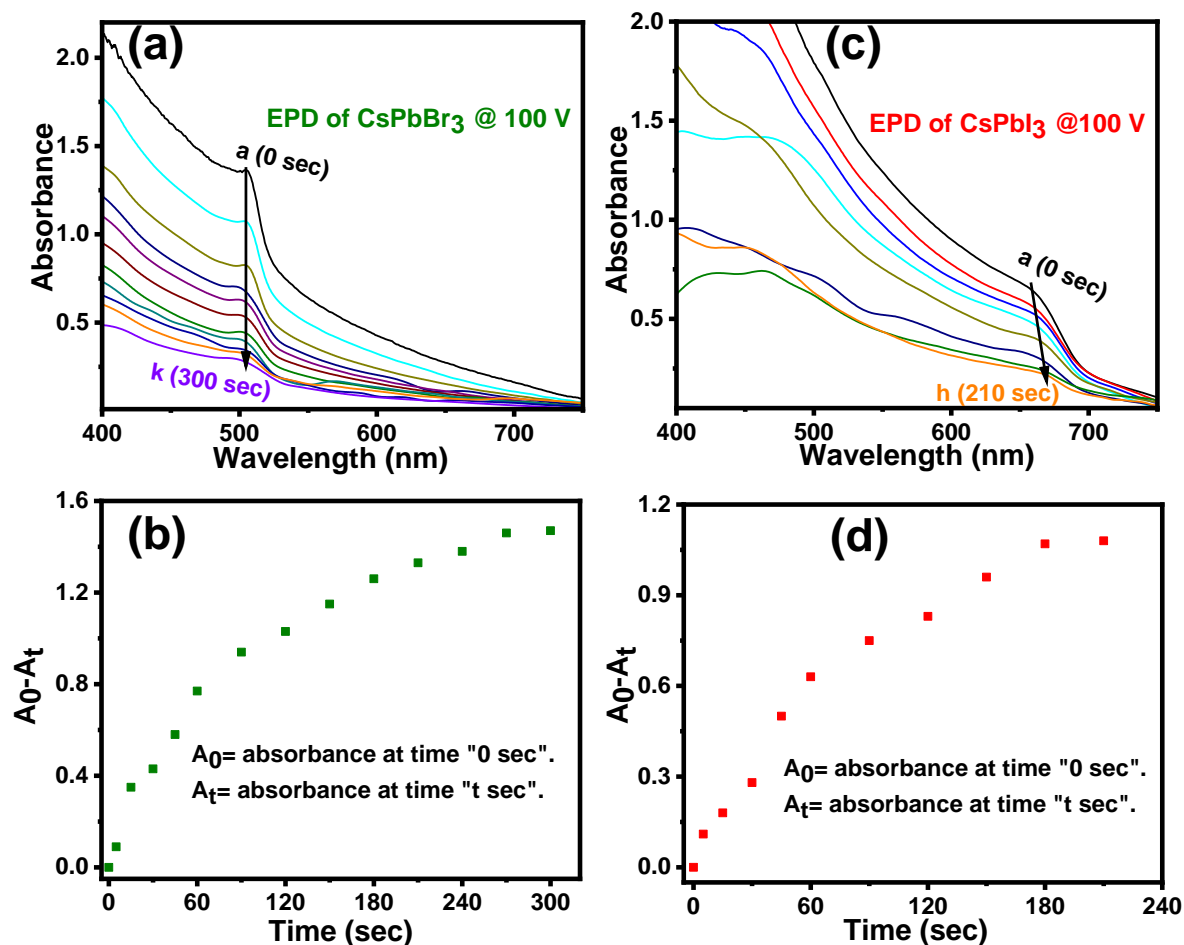 (a)
EPD of CsPbBr3 @ 100 V
a (0 sec)
k (300 sec)
Absorbance
2.0
1.5
1.0
0.5
400 500 600 700
Wavelength (nm)
(c)
EPD of CsPbI3 @100 V
a (0 sec)
h (210 sec)
Absorbance
2.0
1.5
1.0
0.5
400 500 600 700
Wavelength (nm)
(b)
A0-At
1.6
1.2
0.8
0.4
0.0
A0= absorbance at time "0 sec".
At= absorbance at time "t sec".
0 60 120 180 240 300
Time (sec)
(d)
A0-At
1.2
0.9
0.6
0.3
0.0
A0= absorbance at time "0 sec".
At= absorbance at time "t sec".
0 60 120 180 240
Time (sec)